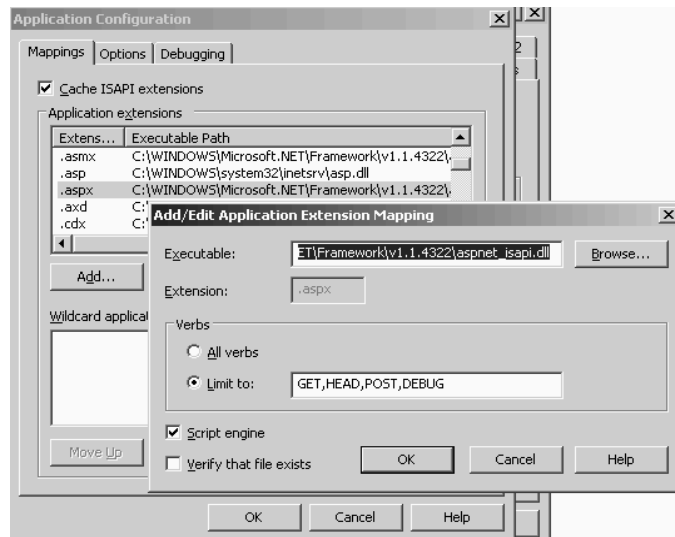 Application Configuration
2
s
Mappings
Options
Debugging
Cache ISAPI extensions
Application extensions
Extens... Executable Path
.asmx C:\WINDOWS\Microsoft.NET\Framework\v1.1.4322\
.asp C:\WINDOWS\system32\inetsrv\asp.dll
.aspx C:\WINDOWS\Microsoft.NET\Framework\v1.1.4322\
.axd C:\
.cdx C:
Add/Edit Application Extension Mapping
Executable: ET\Framework\v1.1.4322\aspnet_isapi.dll Browse...
Add...
Extension: .aspx
Wildcard applica
Verbs
All verbs
Limit to: GET,HEAD,POST,DEBUG
Script engine
Move Up
Verify that file exists
OK Cancel Help
OK Cancel Help